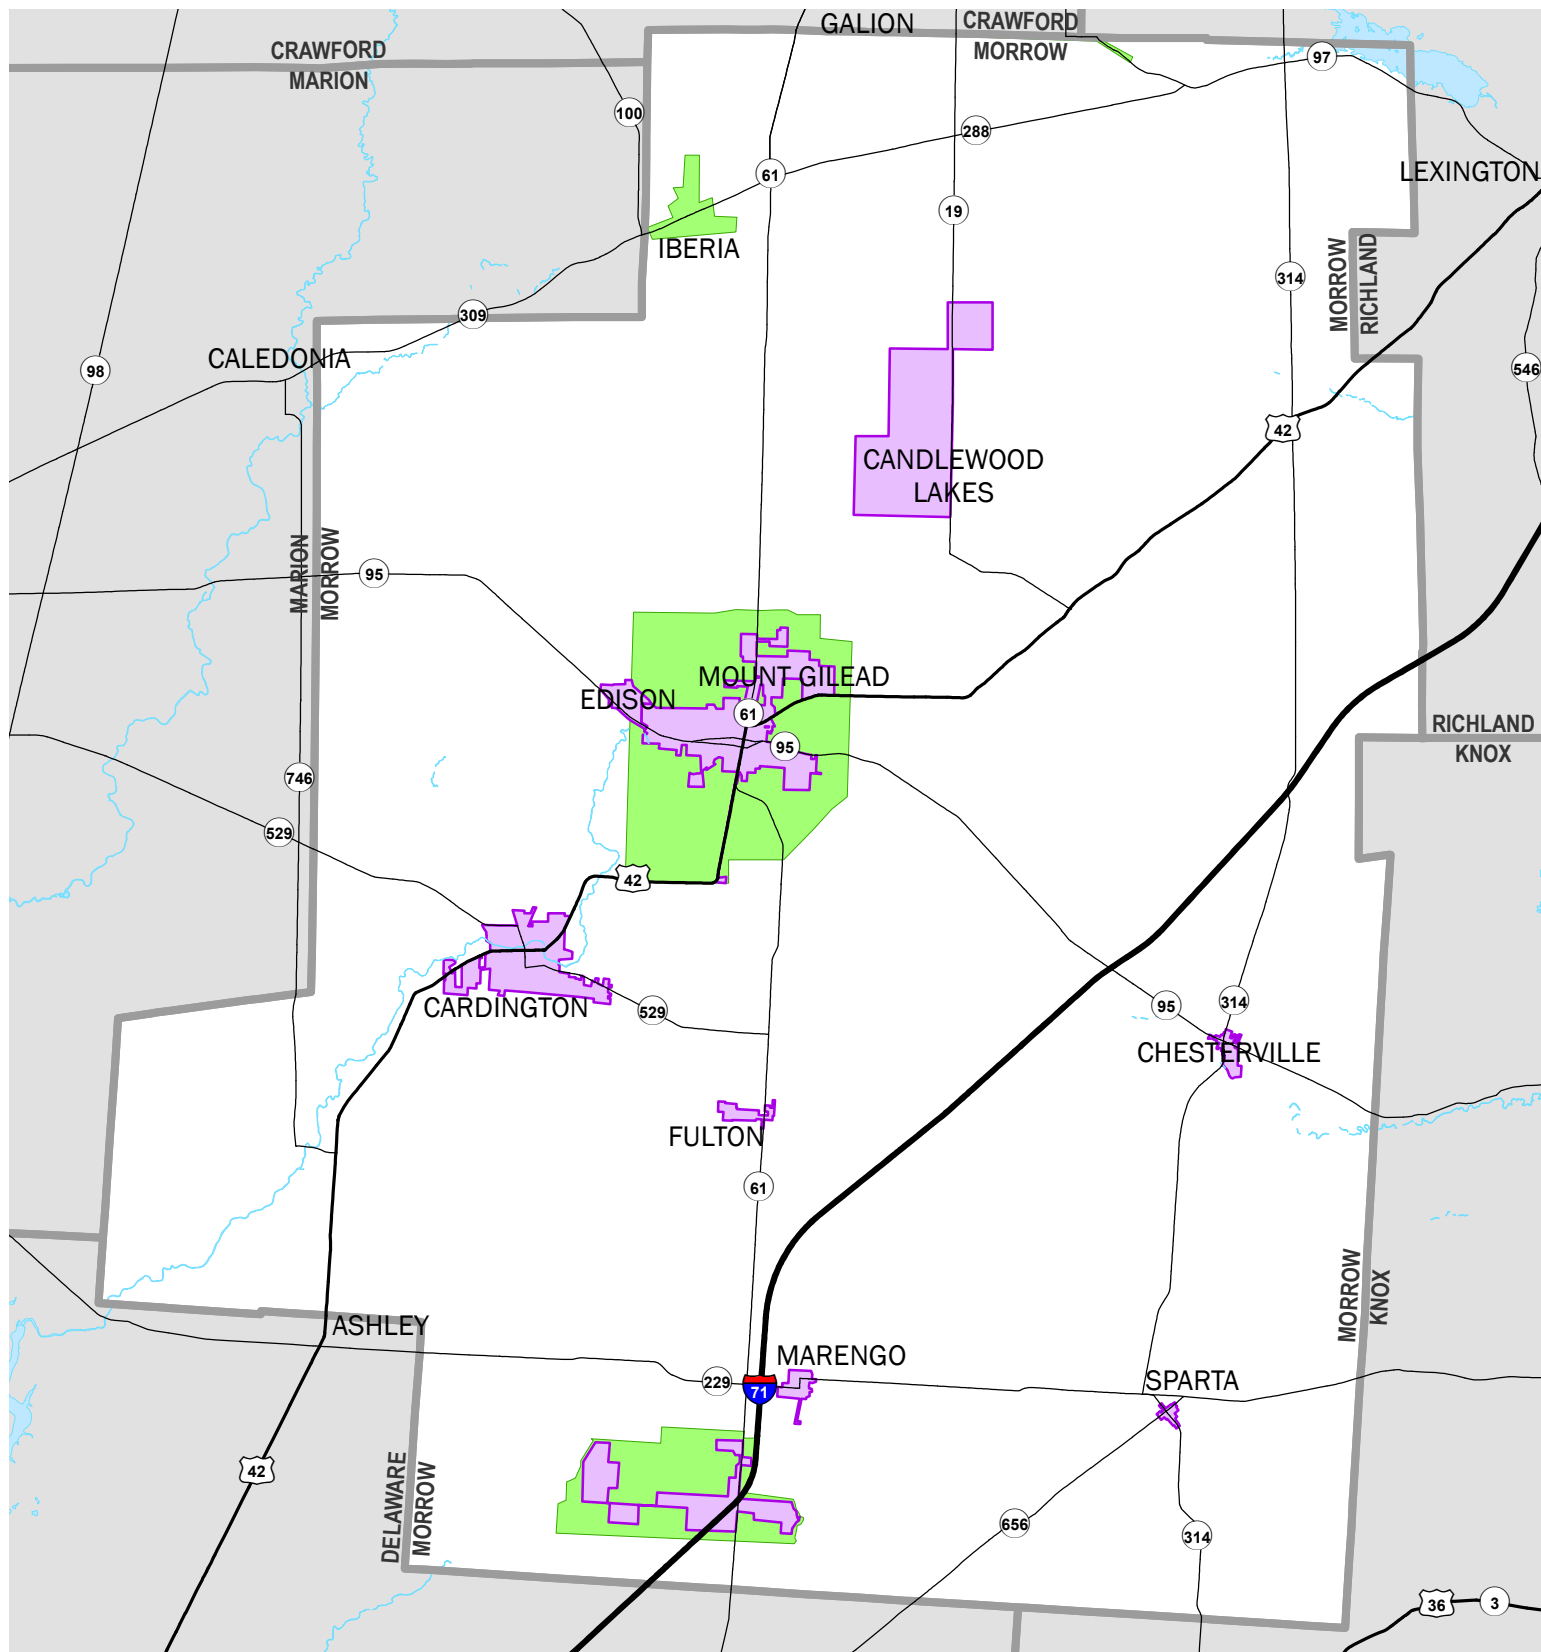 GALION
CRAWFORD
MORROW
CRAWFORD
MARION
97
100
288
61
LEXINGTON
19
IBERIA
MORROW
RICHLAND
314
309
CALEDONIA
98
546
42
CANDLEWOOD
LAKES
MARION
MORROW
95
MOUNT GILEAD
EDISON
61
95
RICHLAND
KNOX
746
529
42
CARDINGTON
529
95
314
CHESTERVILLE
FULTON
61
MORROW
KNOX
ASHLEY
MARENGO
229
71
SPARTA
42
DELAWARE
MORROW
656
314
36
3